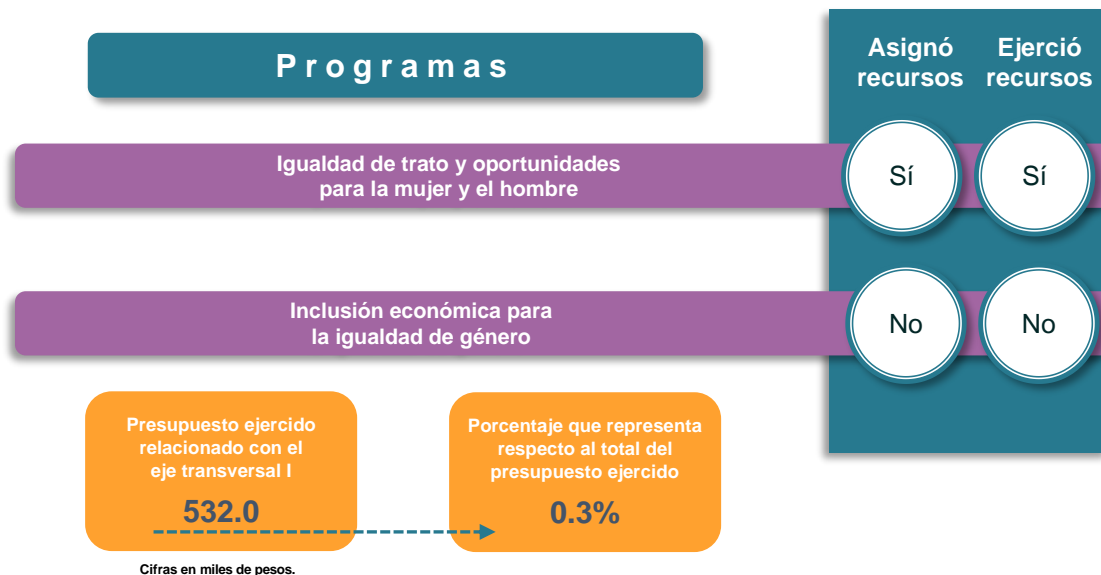 Programas
Asignó
recursos
Ejerció
recursos
Igualdad de trato y oportunidades
para la mujer y el hombre
Sí
Sí
Inclusión económica para
la igualdad de género
No
No
Presupuesto ejercido
relacionado con el
eje transversal I
532.0
Porcentaje que representa
respecto al total del
presupuesto ejercido
0.3%
Cifras en miles de pesos.